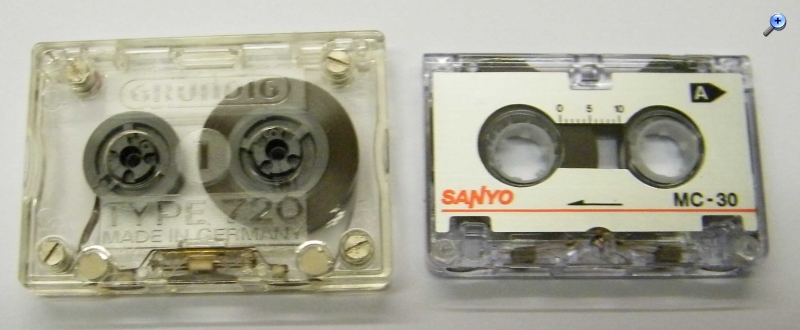 GRUNDIG
TYPE 720
MADE IN GERMANY
A
0 5 10
SANYO
MC-30